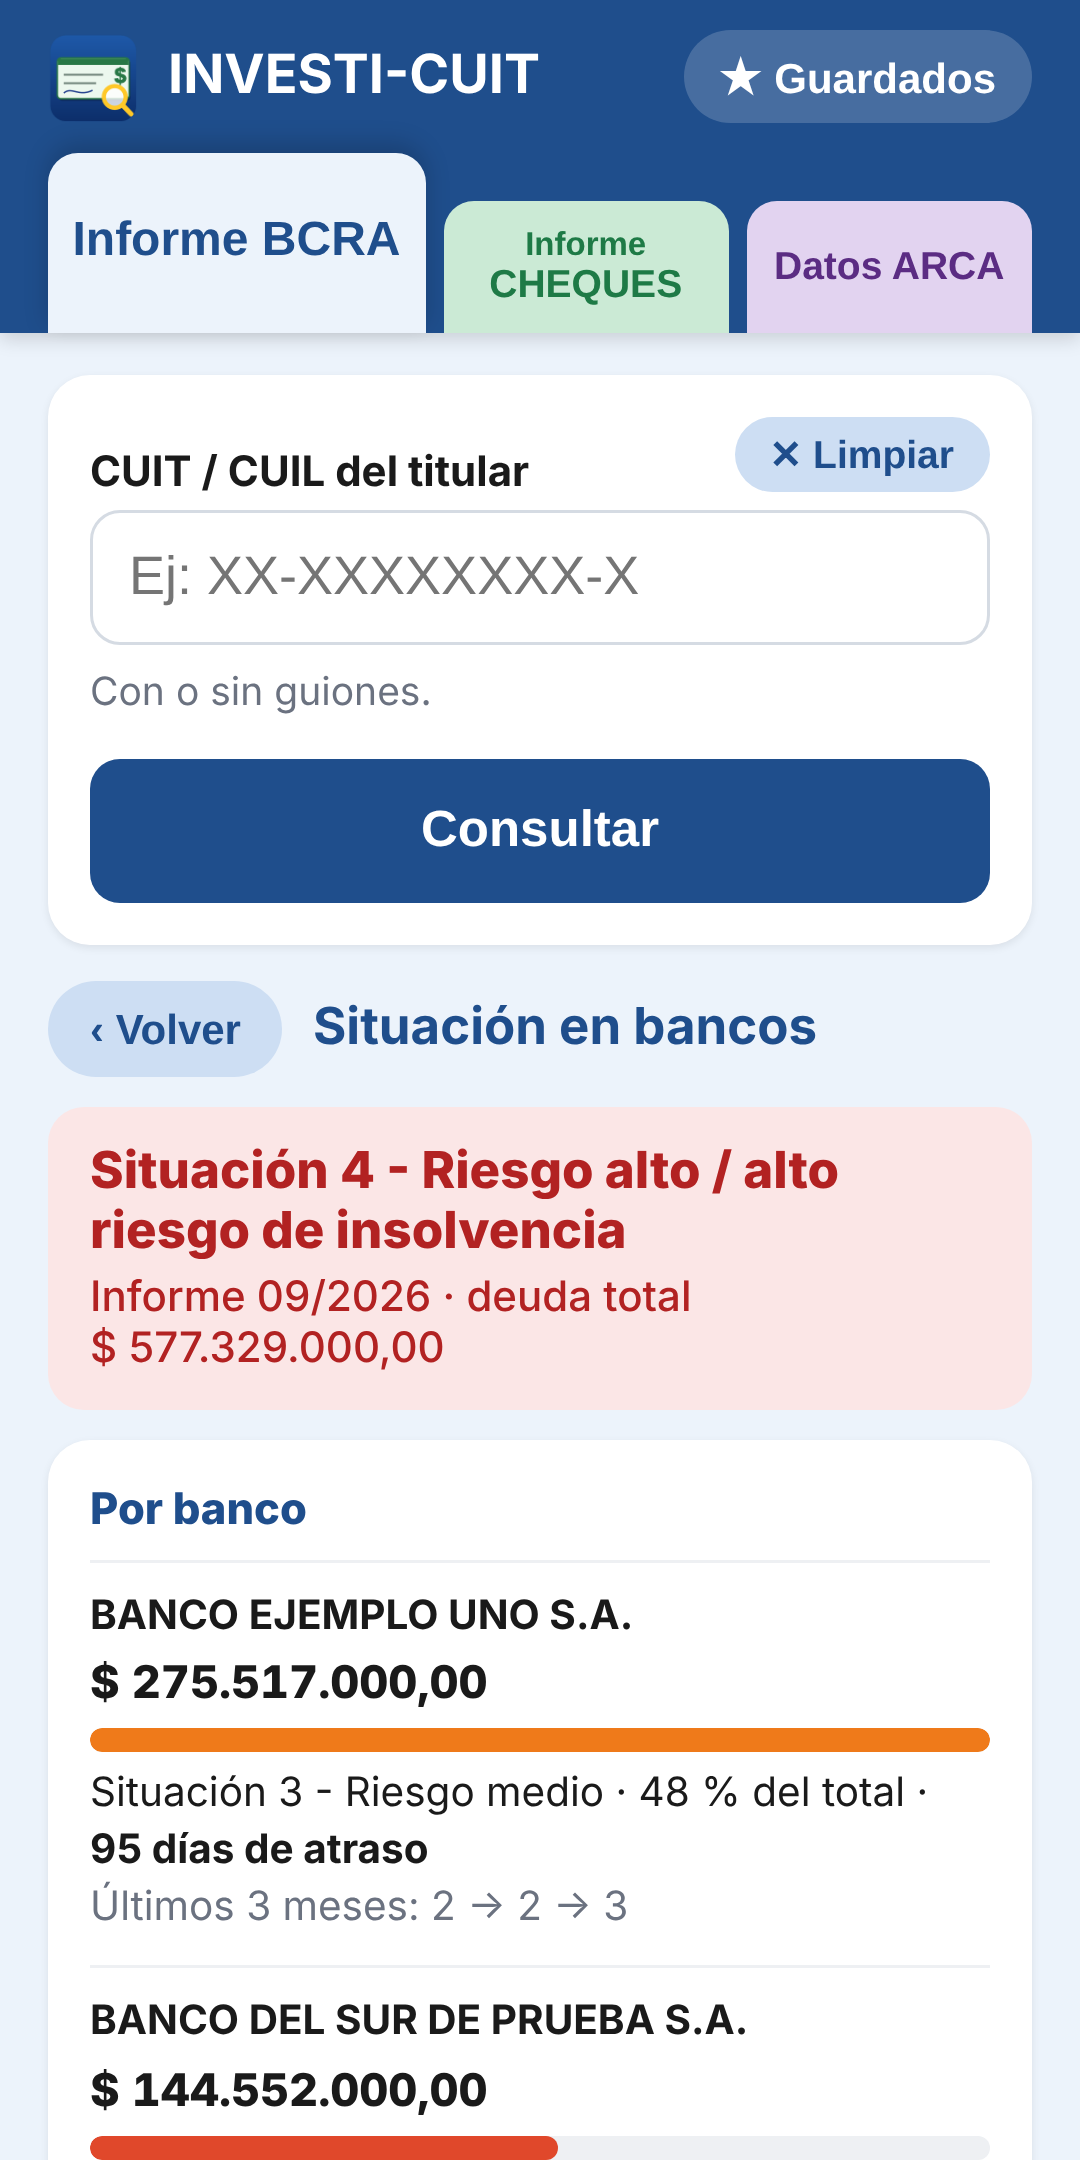 INVESTI-CUIT
★ Guardados
Informe BCRA
Informe
CHEQUES
Datos ARCA
CUIT / CUIL del titular
✕ Limpiar
Ej: XX-XXXXXXXX-X
Con o sin guiones.
Consultar
‹ Volver
Situación en bancos
Situación 4 - Riesgo alto / alto
riesgo de insolvencia
Informe 09/2026 · deuda total
$ 577.329.000,00
Por banco
BANCO EJEMPLO UNO S.A.
$ 275.517.000,00
Situación 3 - Riesgo medio · 48 % del total ·
95 días de atraso
Últimos 3 meses: 2 → 2 → 3
BANCO DEL SUR DE PRUEBA S.A.
$ 144.552.000,00